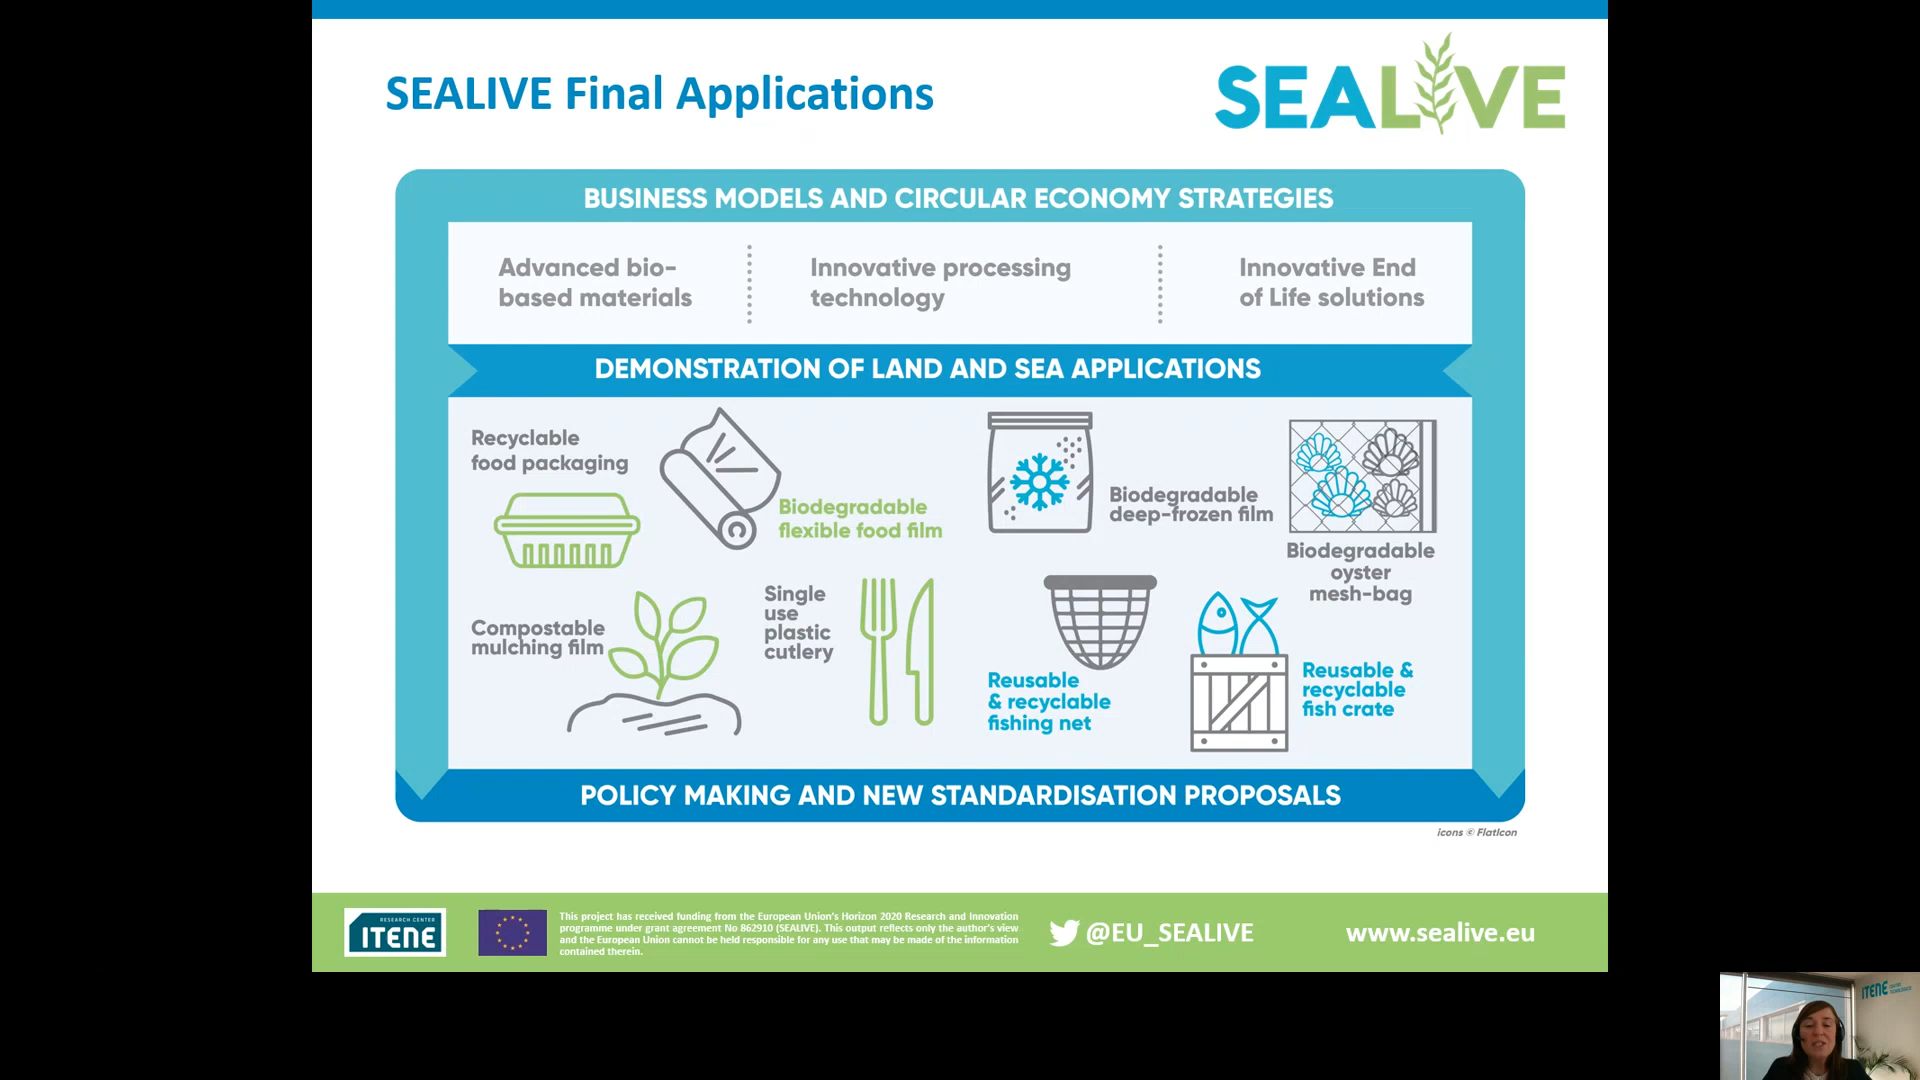 SEALIVE Final Applications
SEALIVE
BUSINESS MODELS AND CIRCULAR ECONOMY STRATEGIES
Advanced bio-
based materials
Innovative processing
technology
Innovative End
of Life solutions
DEMONSTRATION OF LAND AND SEA APPLICATIONS
Recyclable
food packaging
Biodegradable
flexible food film
Biodegradable
deep-frozen film
Biodegradable
oyster
mesh-bag
Compostable
mulching film
Single
use
plastic
cutlery
Reusable
& recyclable
fishing net
Reusable &
recyclable
fish crate
POLICY MAKING AND NEW STANDARDISATION PROPOSALS
icons © FlatIcon
RESEARCH CENTER
ITENE
This project has received funding from the European Union's Horizon 2020 Research and Innovation
programme under grant agreement No 862910 (SEALIVE). This output reflects only the author's view
and the European Union cannot be held responsible for any use that may be made of the information
contained therein.
@EU_SEALIVE
www.sealive.eu
ITENE